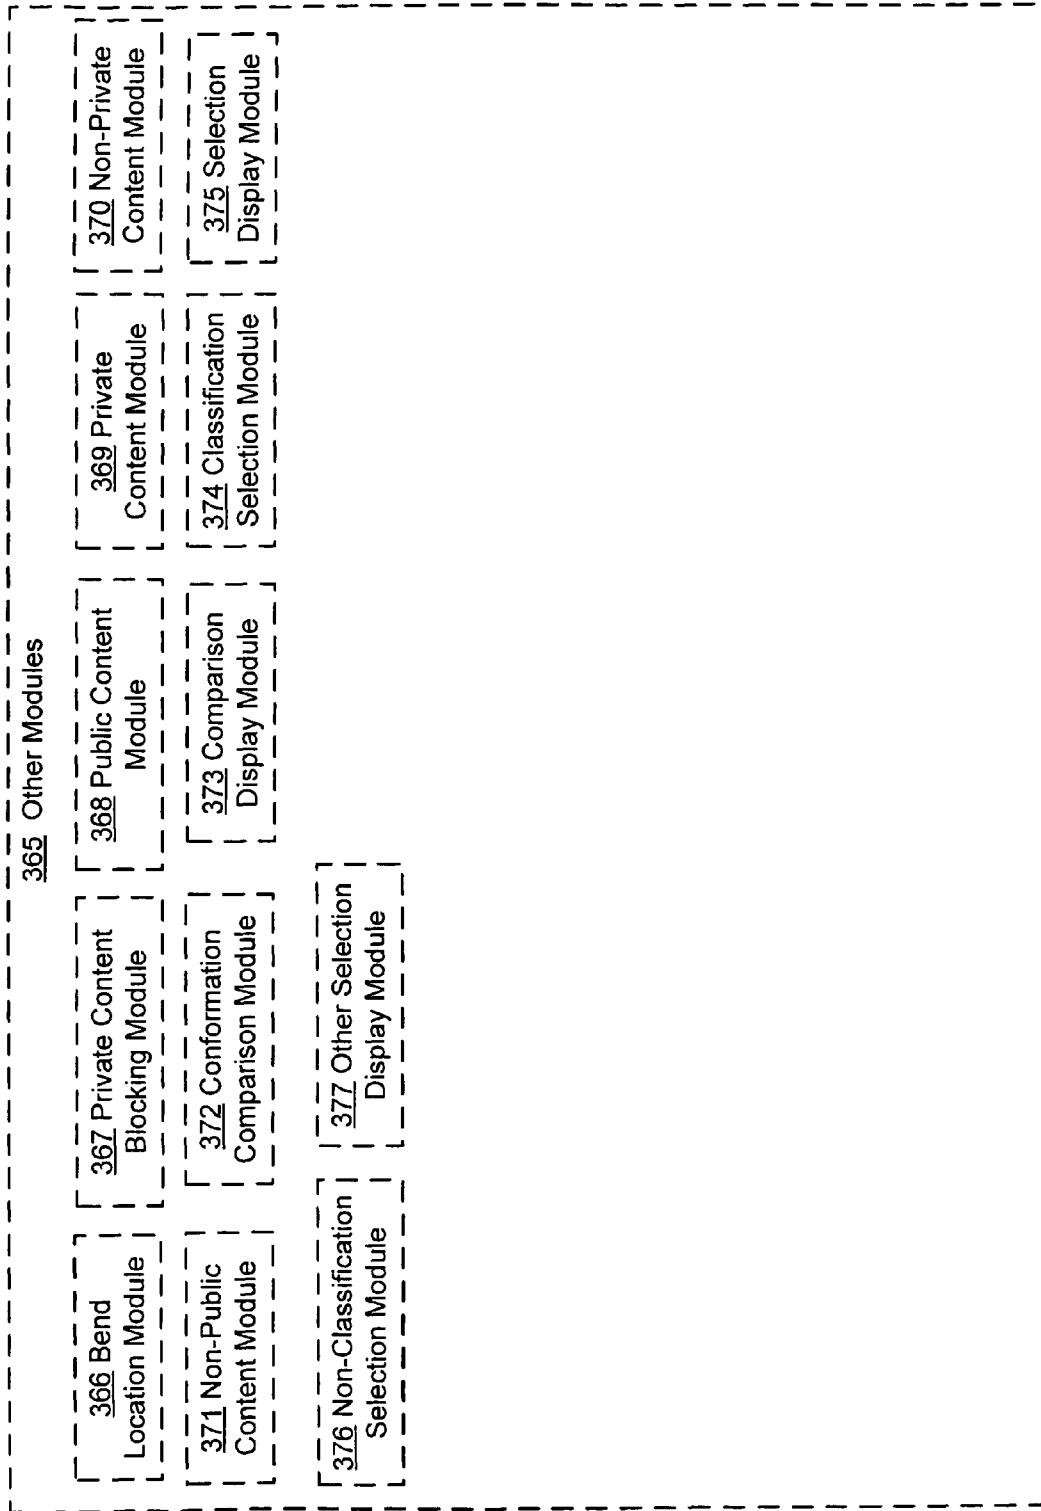 365 Other Modules
366 Bend
Location Module
367 Private Content
Blocking Module
368 Public Content
Module
369 Private
Content Module
370 Non-Private
Content Module
371 Non-Public
Content Module
372 Conformation
Comparison Module
373 Comparison
Display Module
374 Classification
Selection Module
375 Selection
Display Module
376 Non-Classification
Selection Module
377 Other Selection
Display Module